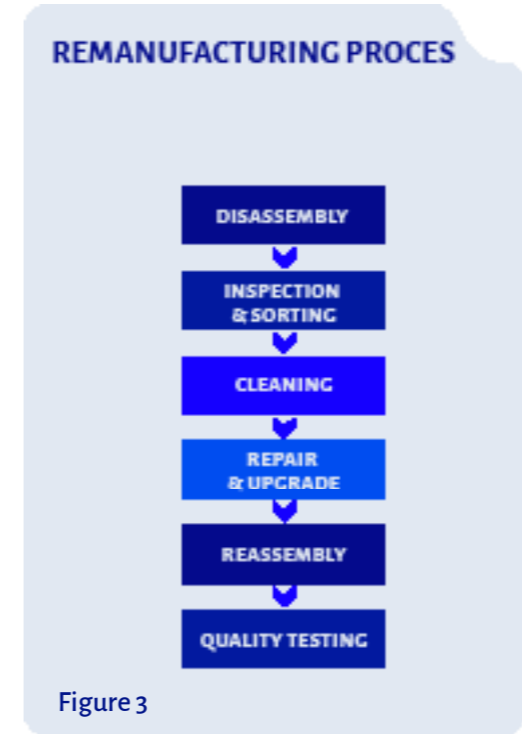 REMANUFACTURING PROCES
DISASSEMBLY
INSPECTION
& SORTING
CLEANING
REPAIR
& UPGRADE
REASSEMBLY
QUALITY TESTING
Figure 3